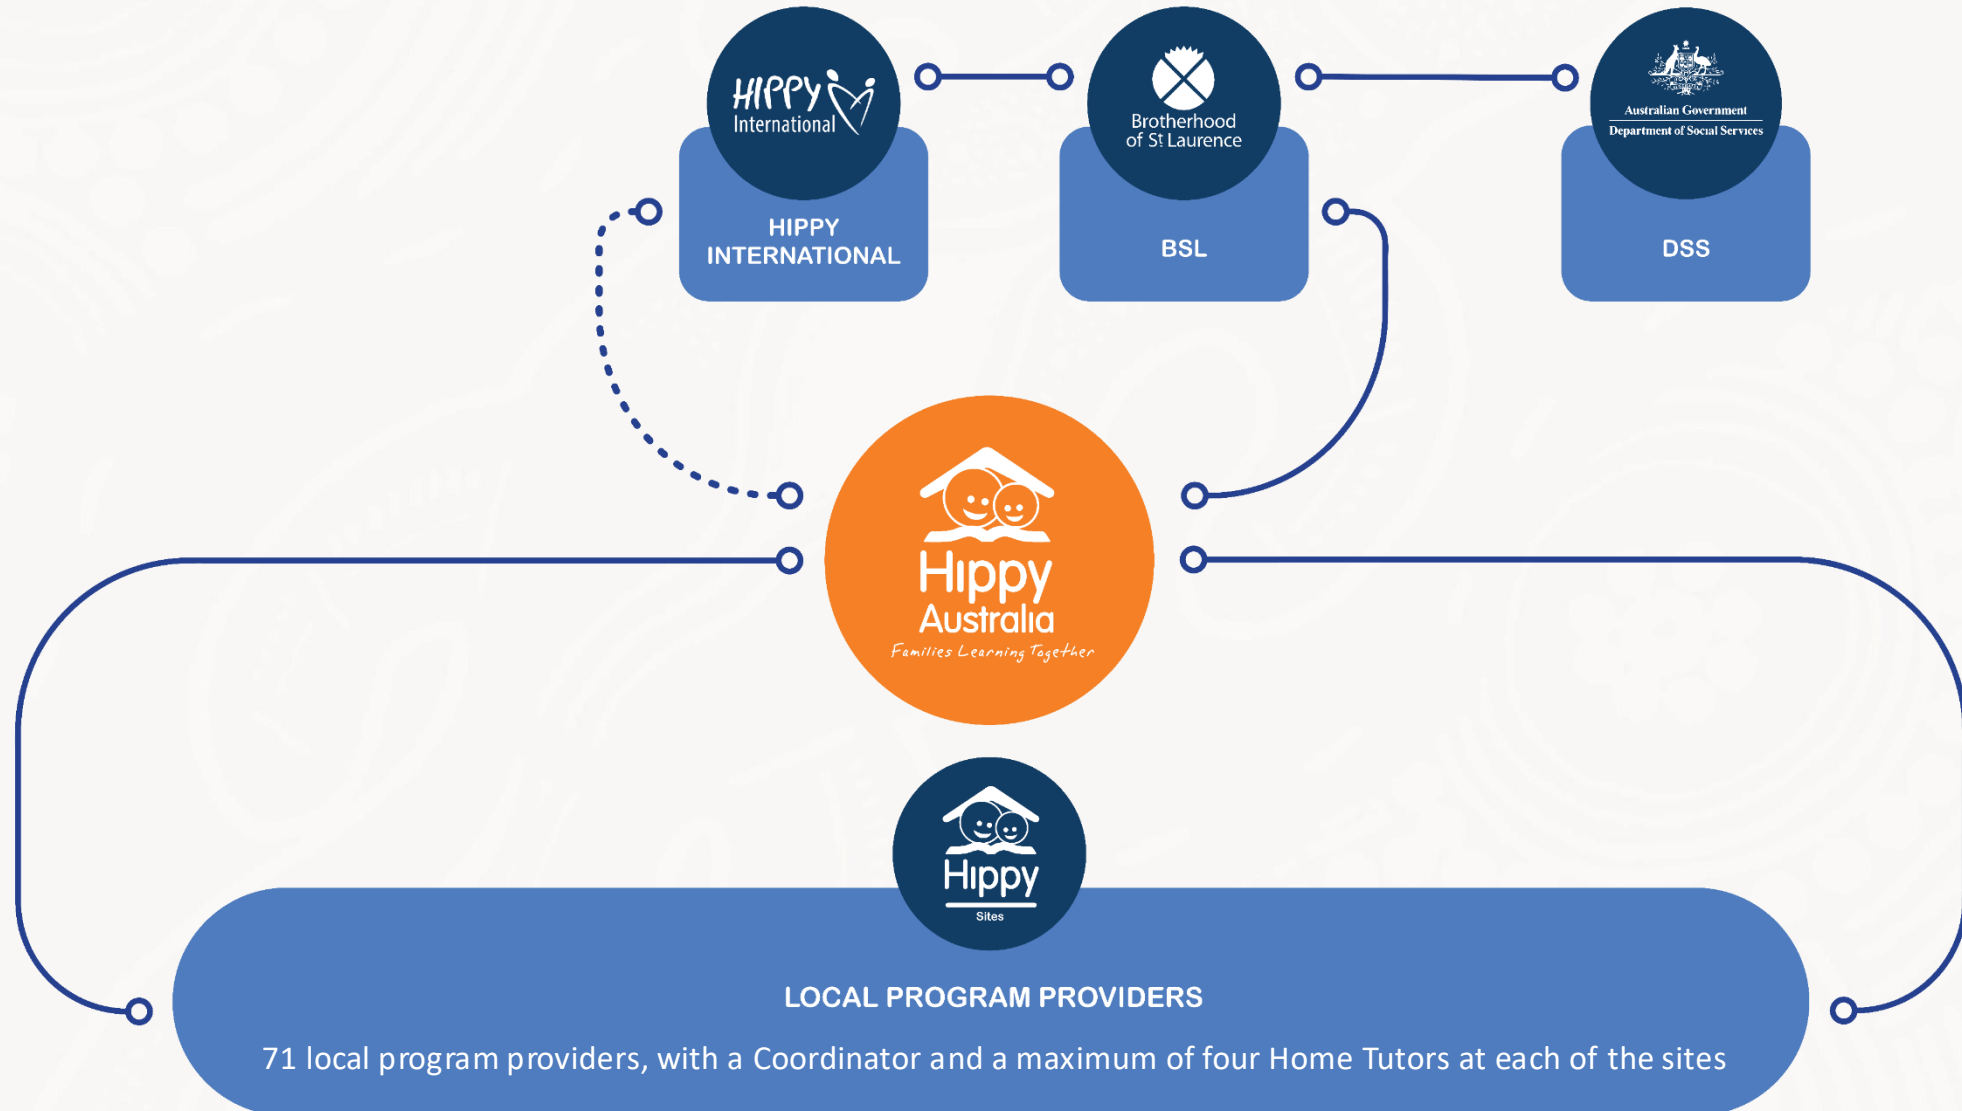 HIPPY
International
Brotherhood
of St Laurence
Australian Government
Department of Social Services
HIPPY
INTERNATIONAL
BSL
DSS
Hippy
Australia
Families Learning Together
Hippy
Sites
LOCAL PROGRAM PROVIDERS
71 local program providers, with a Coordinator and a maximum of four Home Tutors at each of the sites